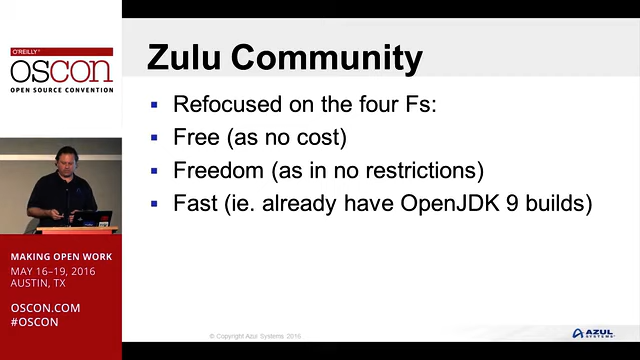 O'REILLY
OSCON
OPEN SOURCE CONVENTION
MAKING OPEN WORK
MAY 16–19, 2016
AUSTIN, TX
OSCON.COM
#OSCON
Zulu Community
Refocused on the four Fs:
Free (as no cost)
Freedom (as in no restrictions)
Fast (ie. already have OpenJDK 9 builds)
© Copyright Azul Systems 2016
AZUL
SYSTEMS